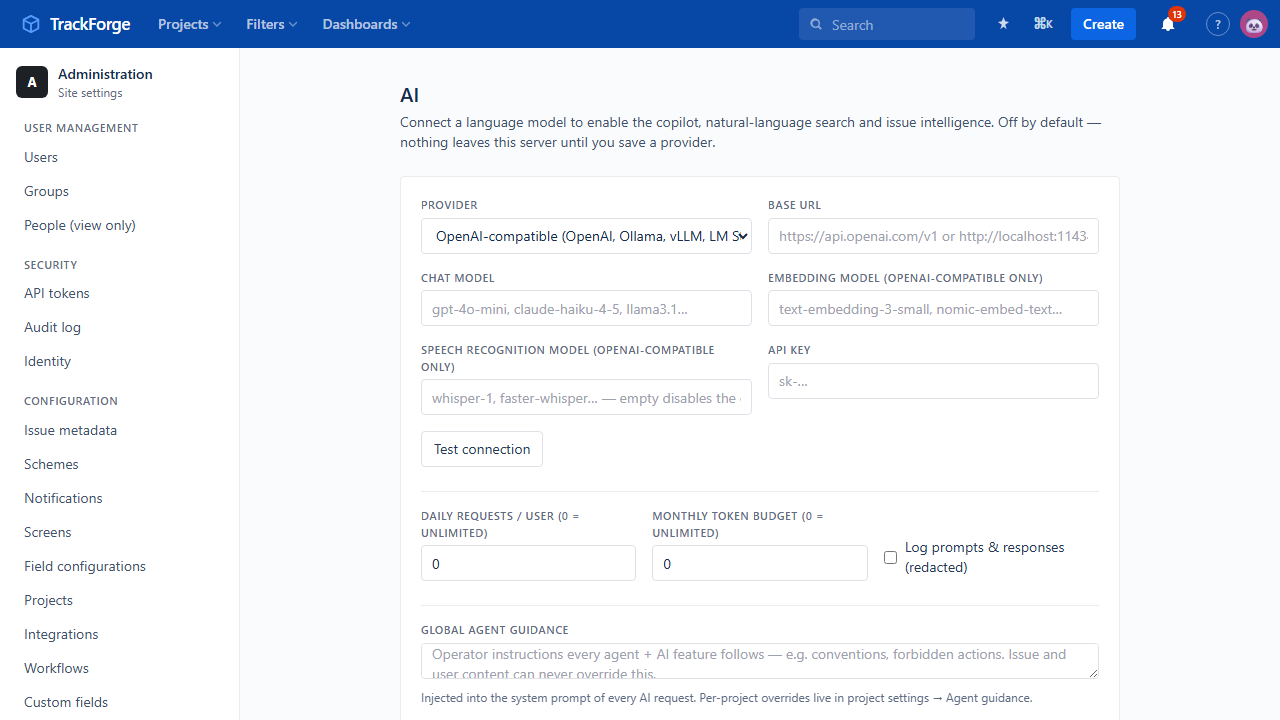 TrackForge
Projects
Filters
Dashboards
Search
★
⌘K
Create
13
?
A
Administration
Site settings
USER MANAGEMENT
Users
Groups
People (view only)
SECURITY
API tokens
Audit log
Identity
CONFIGURATION
Issue metadata
Schemes
Notifications
Screens
Field configurations
Projects
Integrations
Workflows
Custom fields
AI
Connect a language model to enable the copilot, natural-language search and issue intelligence. Off by default —
nothing leaves this server until you save a provider.
PROVIDER
OpenAI-compatible (OpenAI, Ollama, vLLM, LM S
BASE URL
https://api.openai.com/v1 or http://localhost:1143
CHAT MODEL
gpt-4o-mini, claude-haiku-4-5, llama3.1...
EMBEDDING MODEL (OPENAI-COMPATIBLE ONLY)
text-embedding-3-small, nomic-embed-text...
SPEECH RECOGNITION MODEL (OPENAI-COMPATIBLE
ONLY)
whisper-1, faster-whisper... — empty disables the
API KEY
sk-...
Test connection
DAILY REQUESTS / USER (0 =
UNLIMITED)
0
MONTHLY TOKEN BUDGET (0 =
UNLIMITED)
0
Log prompts & responses
(redacted)
GLOBAL AGENT GUIDANCE
Operator instructions every agent + AI feature follows — e.g. conventions, forbidden actions. Issue and
user content can never override this.
Injected into the system prompt of every AI request. Per-project overrides live in project settings → Agent guidance.